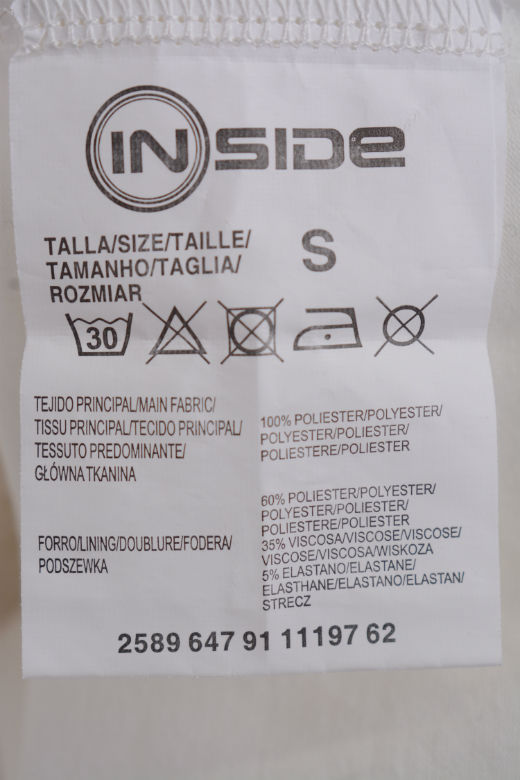 INSIDE
TALLA/SIZE/TAILLE/
TAMANHO/TAGLIA/
ROZMIAR
S
30
TEJIDO PRINCIPAL/MAIN FABRIC/
TISSU PRINCIPAL/TECIDO PRINCIPAL/
TESSUTO PREDOMINANTE/
GŁÓWNA TKANINA
100% POLIESTER/POLYESTER/
POLYESTER/POLIESTER/
POLIESTERE/POLIESTER
FORRO/LINING/DOUBLURE/FODERA/
PODSZEWKA
60% POLIESTER/POLYESTER/
POLYESTER/POLIESTER/
POLIESTERE/POLIESTER
35% VISCOSA/VISCOSE/VISCOSE/
VISCOSE/VISCOSA/WISKOZA
5% ELASTANO/ELASTANE/
ELASTHANE/ELASTANO/ELASTAN/
STRECZ
2589 647 91 11197 62